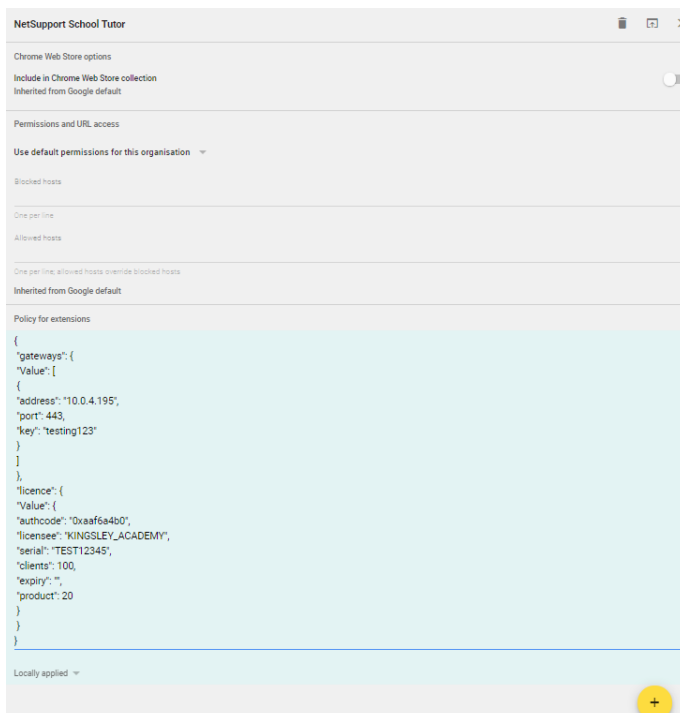 NetSupport School Tutor
Chrome Web Store options
Include in Chrome Web Store collection
Inherited from Google default
Permissions and URL access
Use default permissions for this organisation
Blocked hosts
One per line
Allowed hosts
One per line; allowed hosts override blocked hosts
Inherited from Google default
Policy for extensions
{
"gateways": {
"Value": [
{
"address": "10.0.4.195",
"port": 443,
"key": "testing123"
}
]
},
"licence": {
"Value": {
"authcode": "0xaaf6a4b0",
"licensee": "KINGSLEY_ACADEMY",
"serial": "TEST12345",
"clients": 100,
"expiry": "",
"product": 20
}
}
}
Locally applied
+